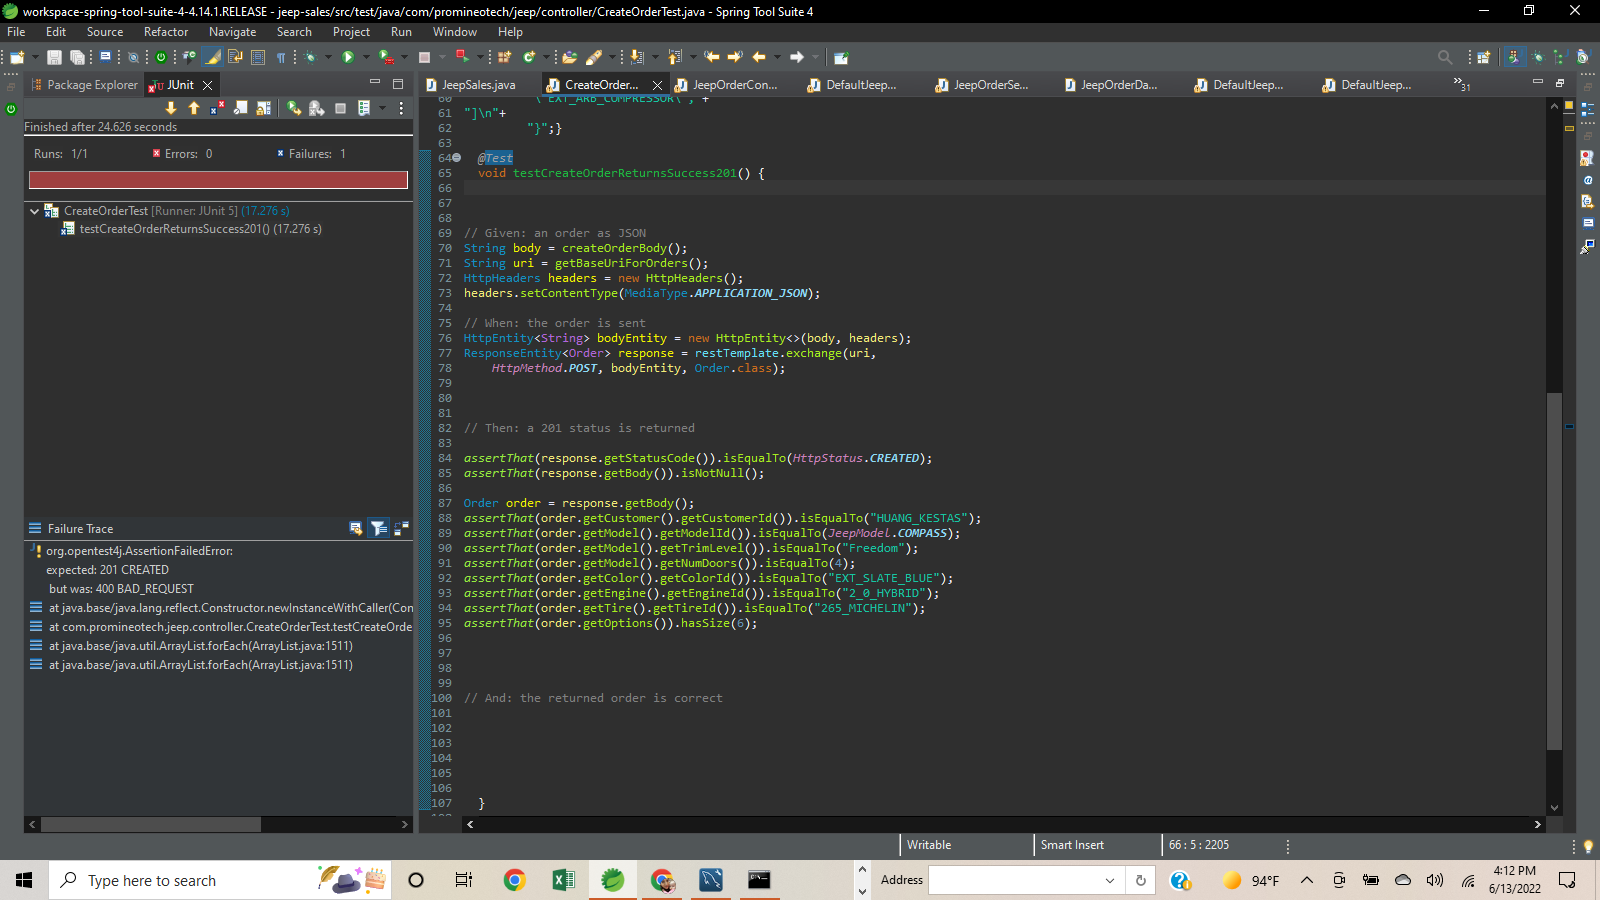 workspace-spring-tool-suite-4-4.14.1.RELEASE - jeep-sales/src/test/java/com/promineotech/jeep/controller/CreateOrderTest.java - Spring Tool Suite 4
File Edit Source Refactor Navigate Search Project Run Window Help
Package Explorer JUnit
JeepSales.java CreateOrder... JeepOrderCon... DefaultJeep... JeepOrderSe... JeepOrderDa... DefaultJeep... DefaultJeep... 31
Finished after 24.626 seconds
Runs: 1/1 Errors: 0 Failures: 1
CreateOrderTest [Runner: JUnit 5] (17.276 s)
testCreateOrderReturnsSuccess201() (17.276 s)
Failure Trace
org.opentest4j.AssertionFailedError:
expected: 201 CREATED
but was: 400 BAD_REQUEST
at java.base/java.lang.reflect.Constructor.newInstanceWithCaller(Con
at com.promineotech.jeep.controller.CreateOrderTest.testCreateOrde
at java.base/java.util.ArrayList.forEach(ArrayList.java:1511)
at java.base/java.util.ArrayList.forEach(ArrayList.java:1511)
60 \"EXT_ARB_COMPRESSOR\", +
61 "]\n"+
62 "}";}
63
64 @Test
65 void testCreateOrderReturnsSuccess201() {
66
67
68
69 // Given: an order as JSON
70 String body = createOrderBody();
71 String uri = getBaseUriForOrders();
72 HttpHeaders headers = new HttpHeaders();
73 headers.setContentType(MediaType.APPLICATION_JSON);
74
75 // When: the order is sent
76 HttpEntity<String> bodyEntity = new HttpEntity<>(body, headers);
77 ResponseEntity<Order> response = restTemplate.exchange(uri,
78 HttpMethod.POST, bodyEntity, Order.class);
79
80
81
82 // Then: a 201 status is returned
83
84 assertThat(response.getStatusCode()).isEqualTo(HttpStatus.CREATED);
85 assertThat(response.getBody()).isNotNull();
86
87 Order order = response.getBody();
88 assertThat(order.getCustomer().getCustomerId()).isEqualTo("HUANG_KESTAS");
89 assertThat(order.getModel().getModelId()).isEqualTo(JeepModel.COMPASS);
90 assertThat(order.getModel().getTrimLevel()).isEqualTo("Freedom");
91 assertThat(order.getModel().getNumDoors()).isEqualTo(4);
92 assertThat(order.getColor().getColorId()).isEqualTo("EXT_SLATE_BLUE");
93 assertThat(order.getEngine().getEngineId()).isEqualTo("2_0_HYBRID");
94 assertThat(order.getTire().getTireId()).isEqualTo("265_MICHELIN");
95 assertThat(order.getOptions()).hasSize(6);
96
97
98
99
100 // And: the returned order is correct
101
102
103
104
105
106
107 }
Writable Smart Insert 66 : 5 : 2205
Type here to search
Address
94°F
4:12 PM
6/13/2022